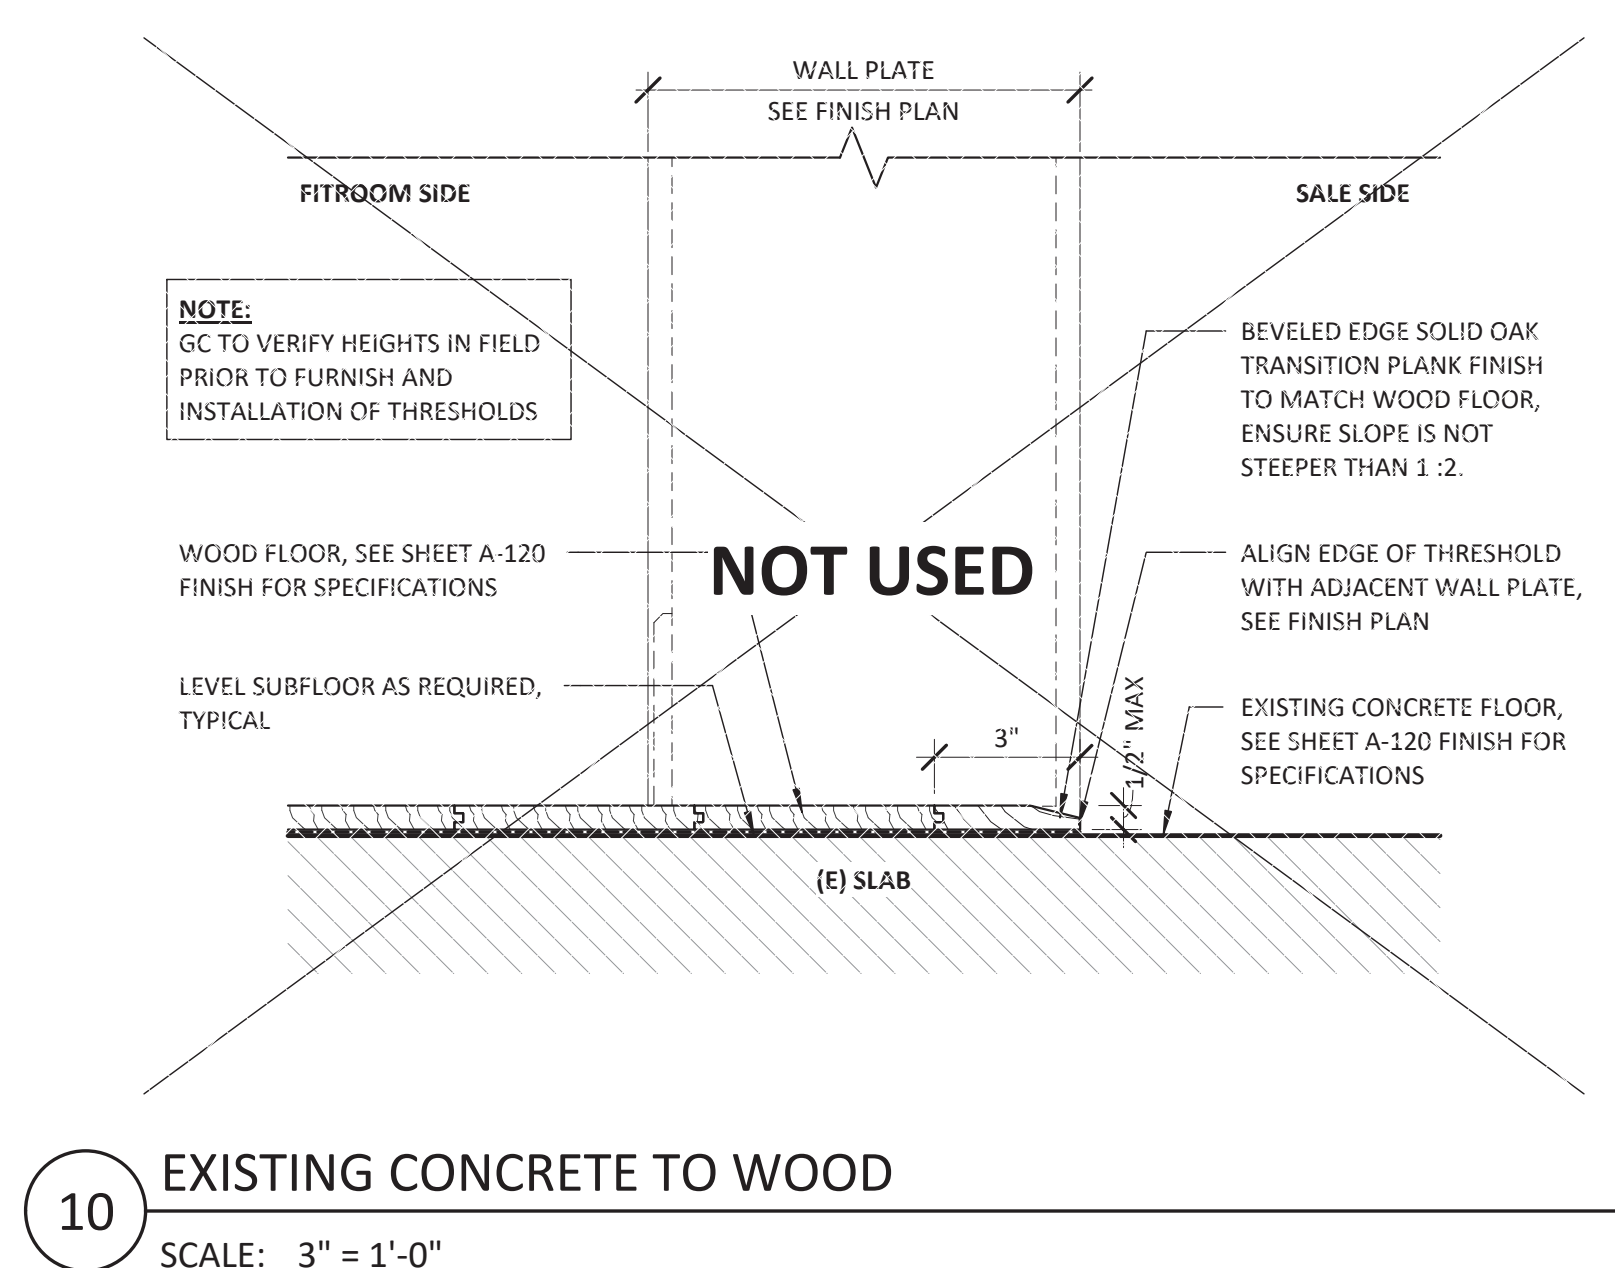 WALL PLATE
SEE FINISH PLAN
FITROOM SIDE
SALE SIDE
NOTE:
GC TO VERIFY HEIGHTS IN FIELD
PRIOR TO FURNISH AND
INSTALLATION OF THRESHOLDS
BEVELED EDGE SOLID OAK
TRANSITION PLANK FINISH
TO MATCH WOOD FLOOR,
ENSURE SLOPE IS NOT
STEEPER THAN 1 :2.
WOOD FLOOR, SEE SHEET A-120
FINISH FOR SPECIFICATIONS
NOT USED
ALIGN EDGE OF THRESHOLD
WITH ADJACENT WALL PLATE,
SEE FINISH PLAN
LEVEL SUBFLOOR AS REQUIRED,
TYPICAL
3"
1/2" MAX
EXISTING CONCRETE FLOOR,
SEE SHEET A-120 FINISH FOR
SPECIFICATIONS
(E) SLAB
10
EXISTING CONCRETE TO WOOD
SCALE: 3" = 1'-0"